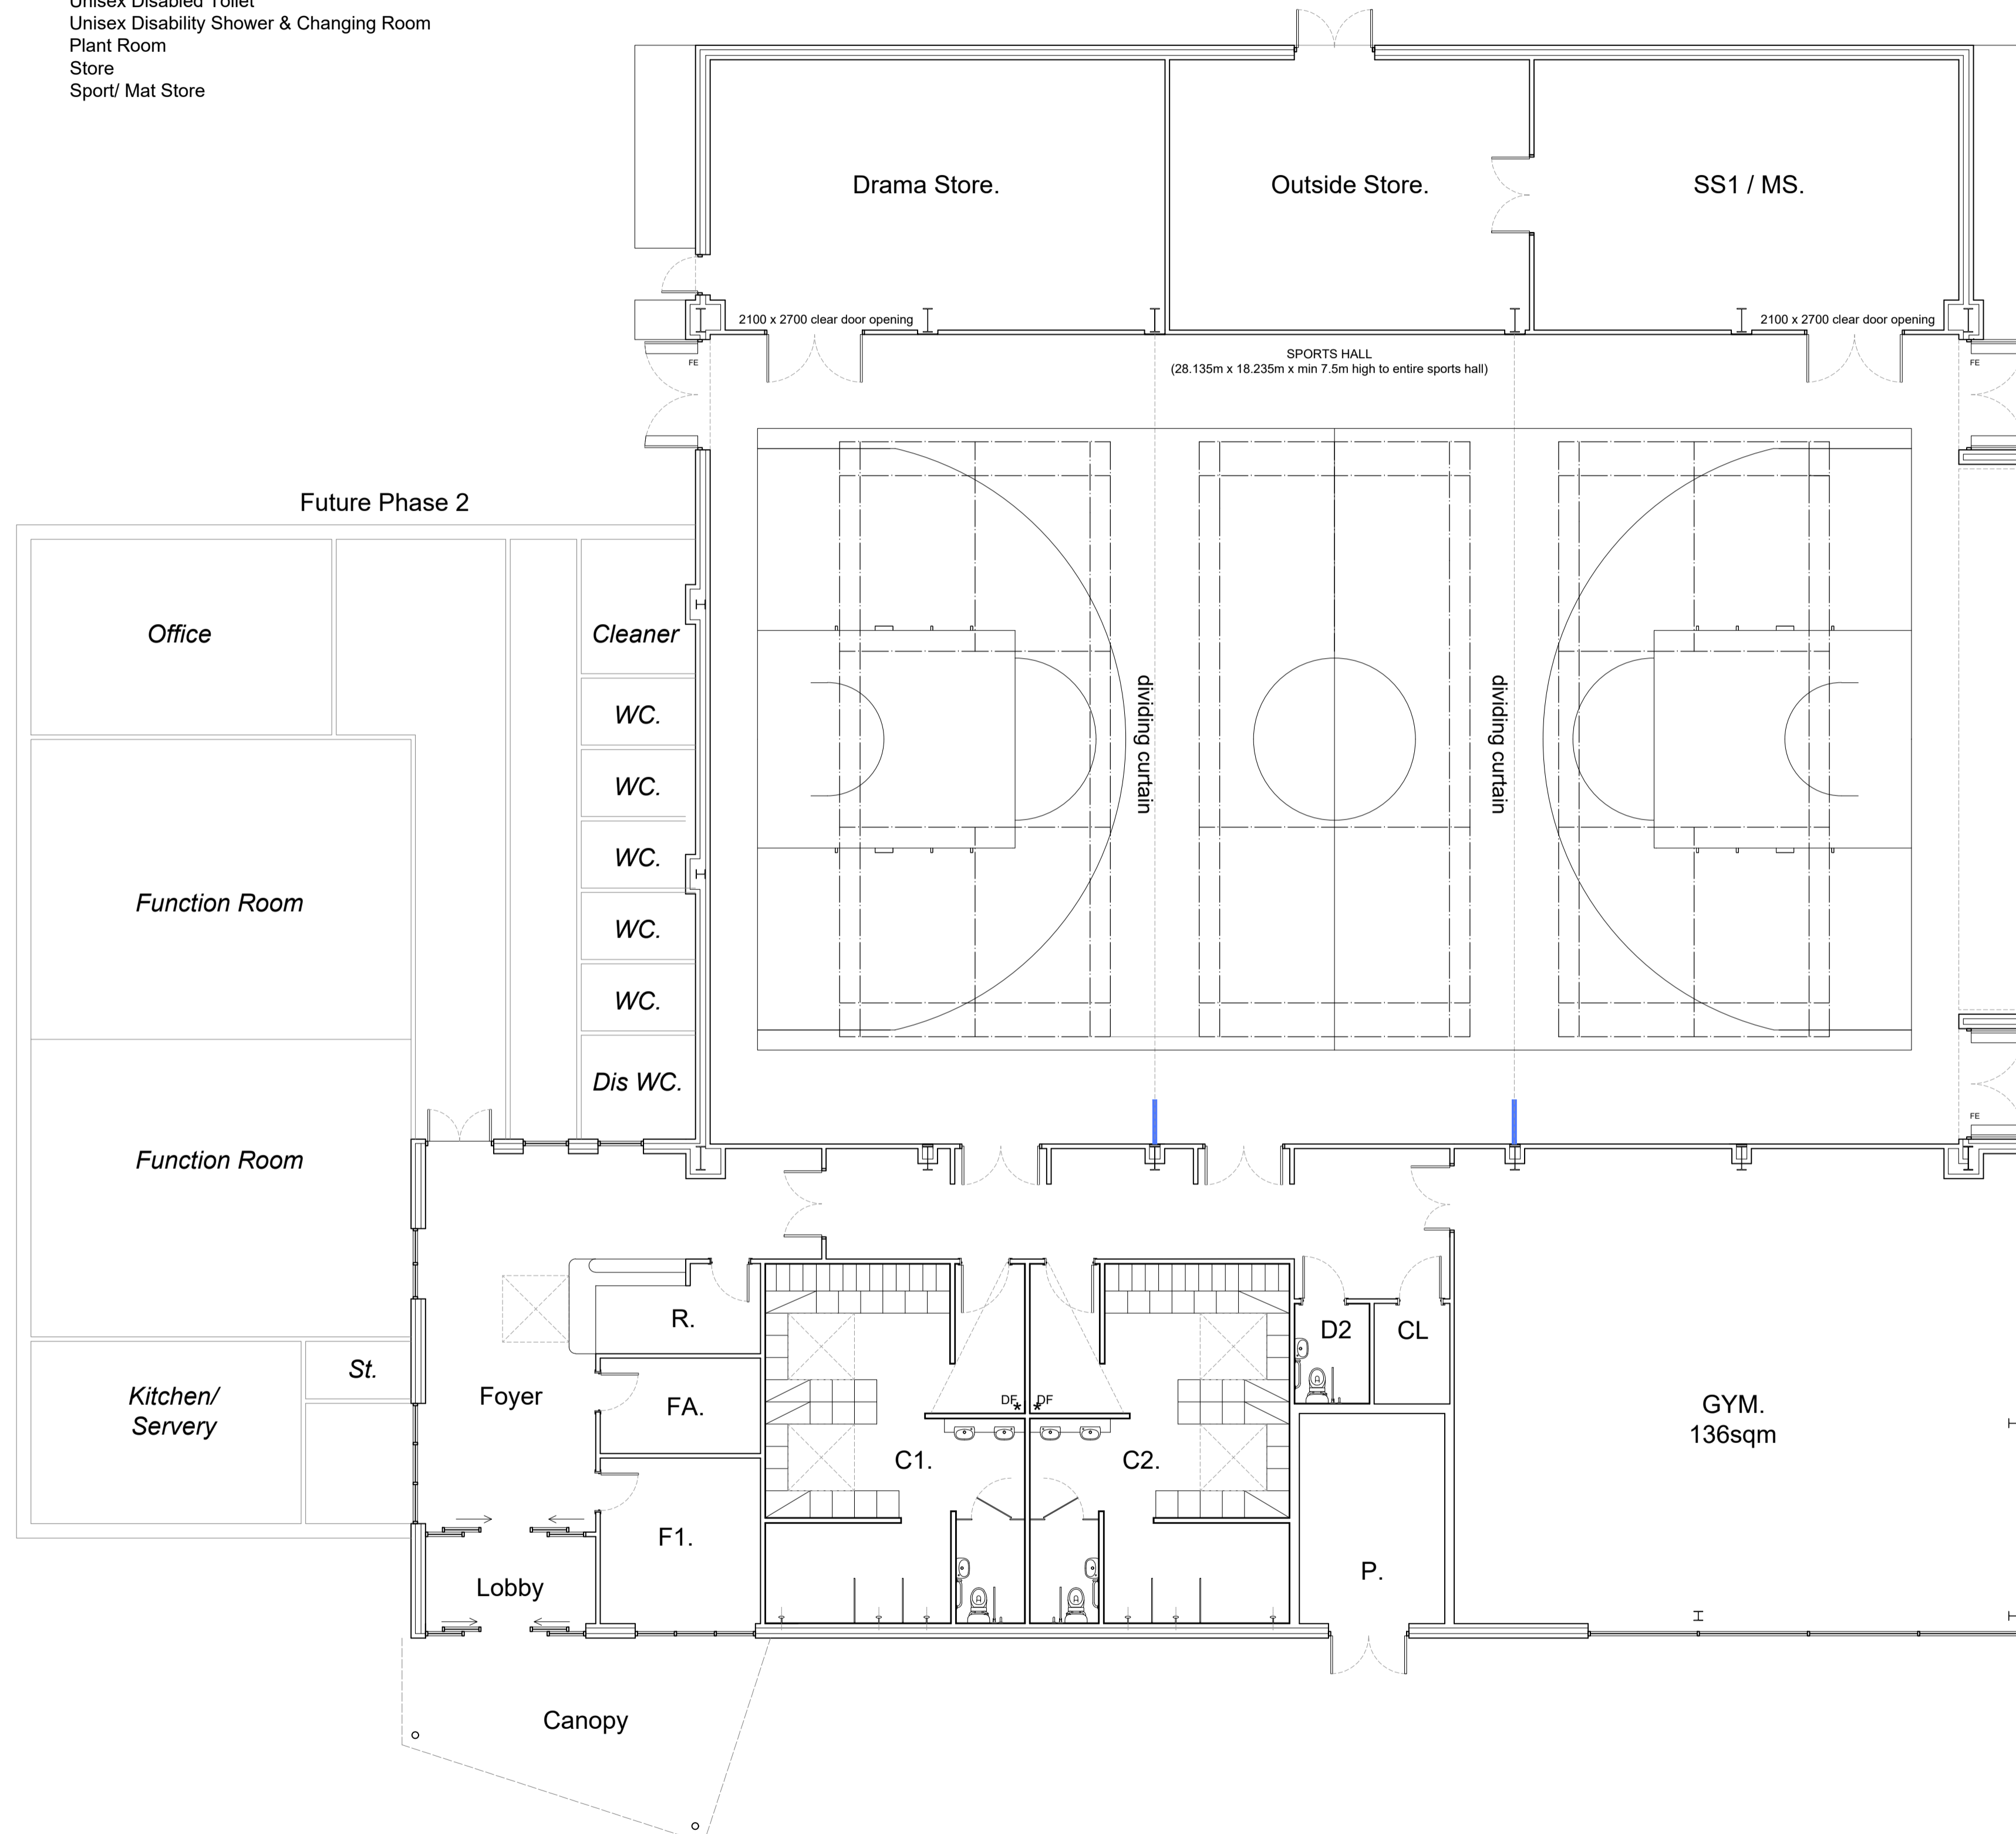 Unisex Disabled Toilet
Unisex Disability Shower & Changing Room
Plant Room
Store
Sport/ Mat Store
Drama Store.
Outside Store.
SS1 / MS.
2100 x 2700 clear door opening
2100 x 2700 clear door opening
SPORTS HALL
(28.135m x 18.235m x min 7.5m high to entire sports hall)
FE
FE
Future Phase 2
Office
Cleaner
WC.
WC.
WC.
WC.
WC.
Dis WC.
dividing curtain
dividing curtain
Function Room
Function Room
FE
Kitchen/
Servery
St.
Foyer
R.
FA.
F1.
Lobby
DF
DF
C1.
C2.
D2
CL
P.
GYM.
136sqm
Canopy